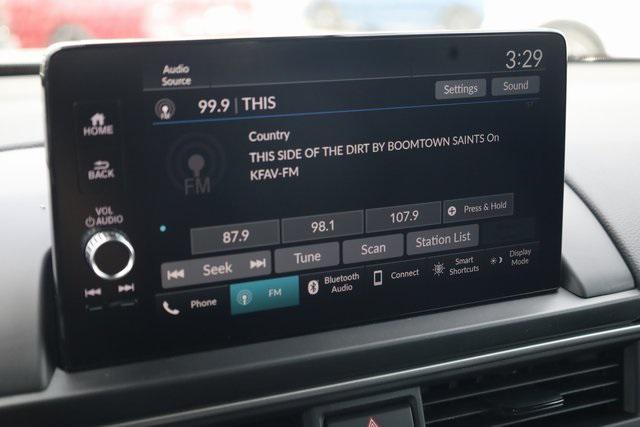 Audio
Source
3:29
99.9 | THIS
Settings
Sound
HOME
BACK
VOL
AUDIO
FM
Country
THIS SIDE OF THE DIRT BY BOOMTOWN SAINTS On
KFAV-FM
87.9
98.1
107.9
Press & Hold
Seek
Tune
Scan
Station List
Phone
FM
Bluetooth
Audio
Connect
Smart
Shortcuts
Display
Mode